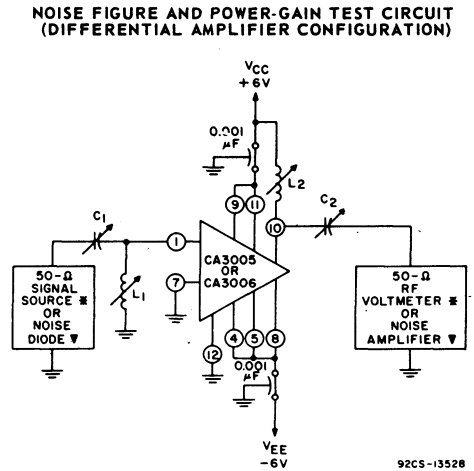 NOISE FIGURE AND POWER-GAIN TEST CIRCUIT
(DIFFERENTIAL AMPLIFIER CONFIGURATION)
VCC
+6V
0.001
μF
L2
C2
C1
9
11
10
1
CA3005
OR
CA3006
7
L1
50-Ω
SIGNAL
SOURCE ✱
OR
NOISE
DIODE ▼
50-Ω
RF
VOLTMETER ✱
OR
NOISE
AMPLIFIER ▼
12
4
5
8
0.001
μF
VEE
-6V
92CS-13528